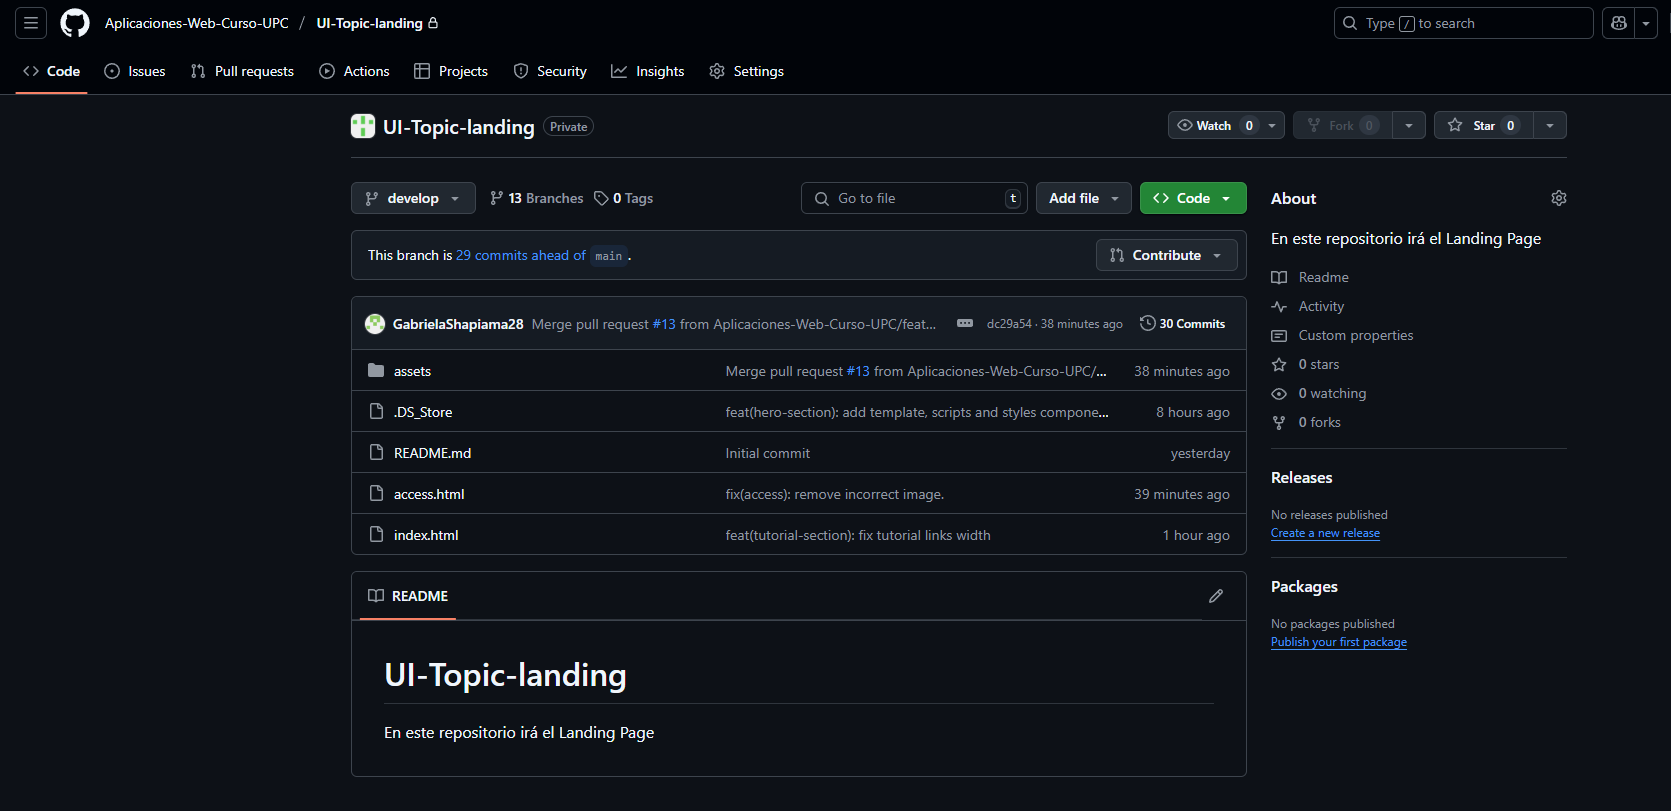 Aplicaciones-Web-Curso-UPC / UI-Topic-landing
Type / to search
Code Issues Pull requests Actions Projects Security Insights Settings
UI-Topic-landing Private
Watch 0 Fork 0 Star 0
develop 13 Branches 0 Tags Go to file t Add file Code
This branch is 29 commits ahead of main .
Contribute
GabrielaShapiama28 Merge pull request #13 from Aplicaciones-Web-Curso-UPC/feat... dc29a54 · 38 minutes ago 30 Commits
assets Merge pull request #13 from Aplicaciones-Web-Curso-UPC/... 38 minutes ago
.DS_Store feat(hero-section): add template, scripts and styles compone... 8 hours ago
README.md Initial commit yesterday
access.html fix(access): remove incorrect image. 39 minutes ago
index.html feat(tutorial-section): fix tutorial links width 1 hour ago
README
UI-Topic-landing
En este repositorio irá el Landing Page
About
En este repositorio irá el Landing Page
Readme
Activity
Custom properties
0 stars
0 watching
0 forks
Releases
No releases published
Create a new release
Packages
No packages published
Publish your first package